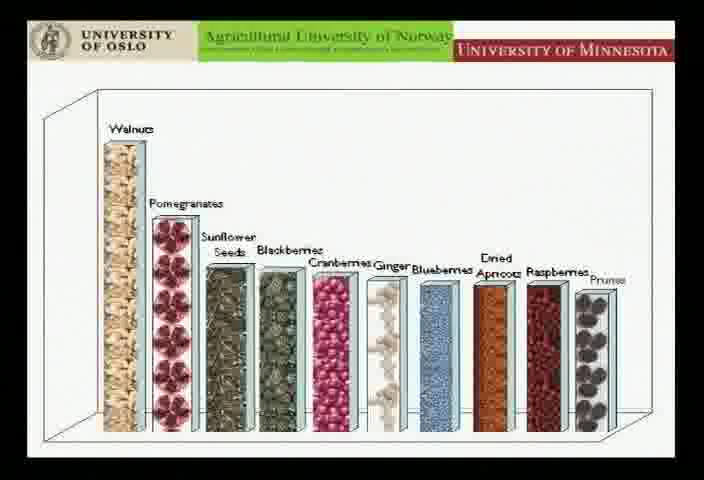 UNIVERSITY
OF OSLO
Agricultural University of Norway
UNIVERSITY OF MINNESOTA
Walnuts
Pomegranates
Sunflower
Seeds
Blackberries
Cranberries
Ginger
Blueberries
Dried
Apricots
Raspberries
Prunes